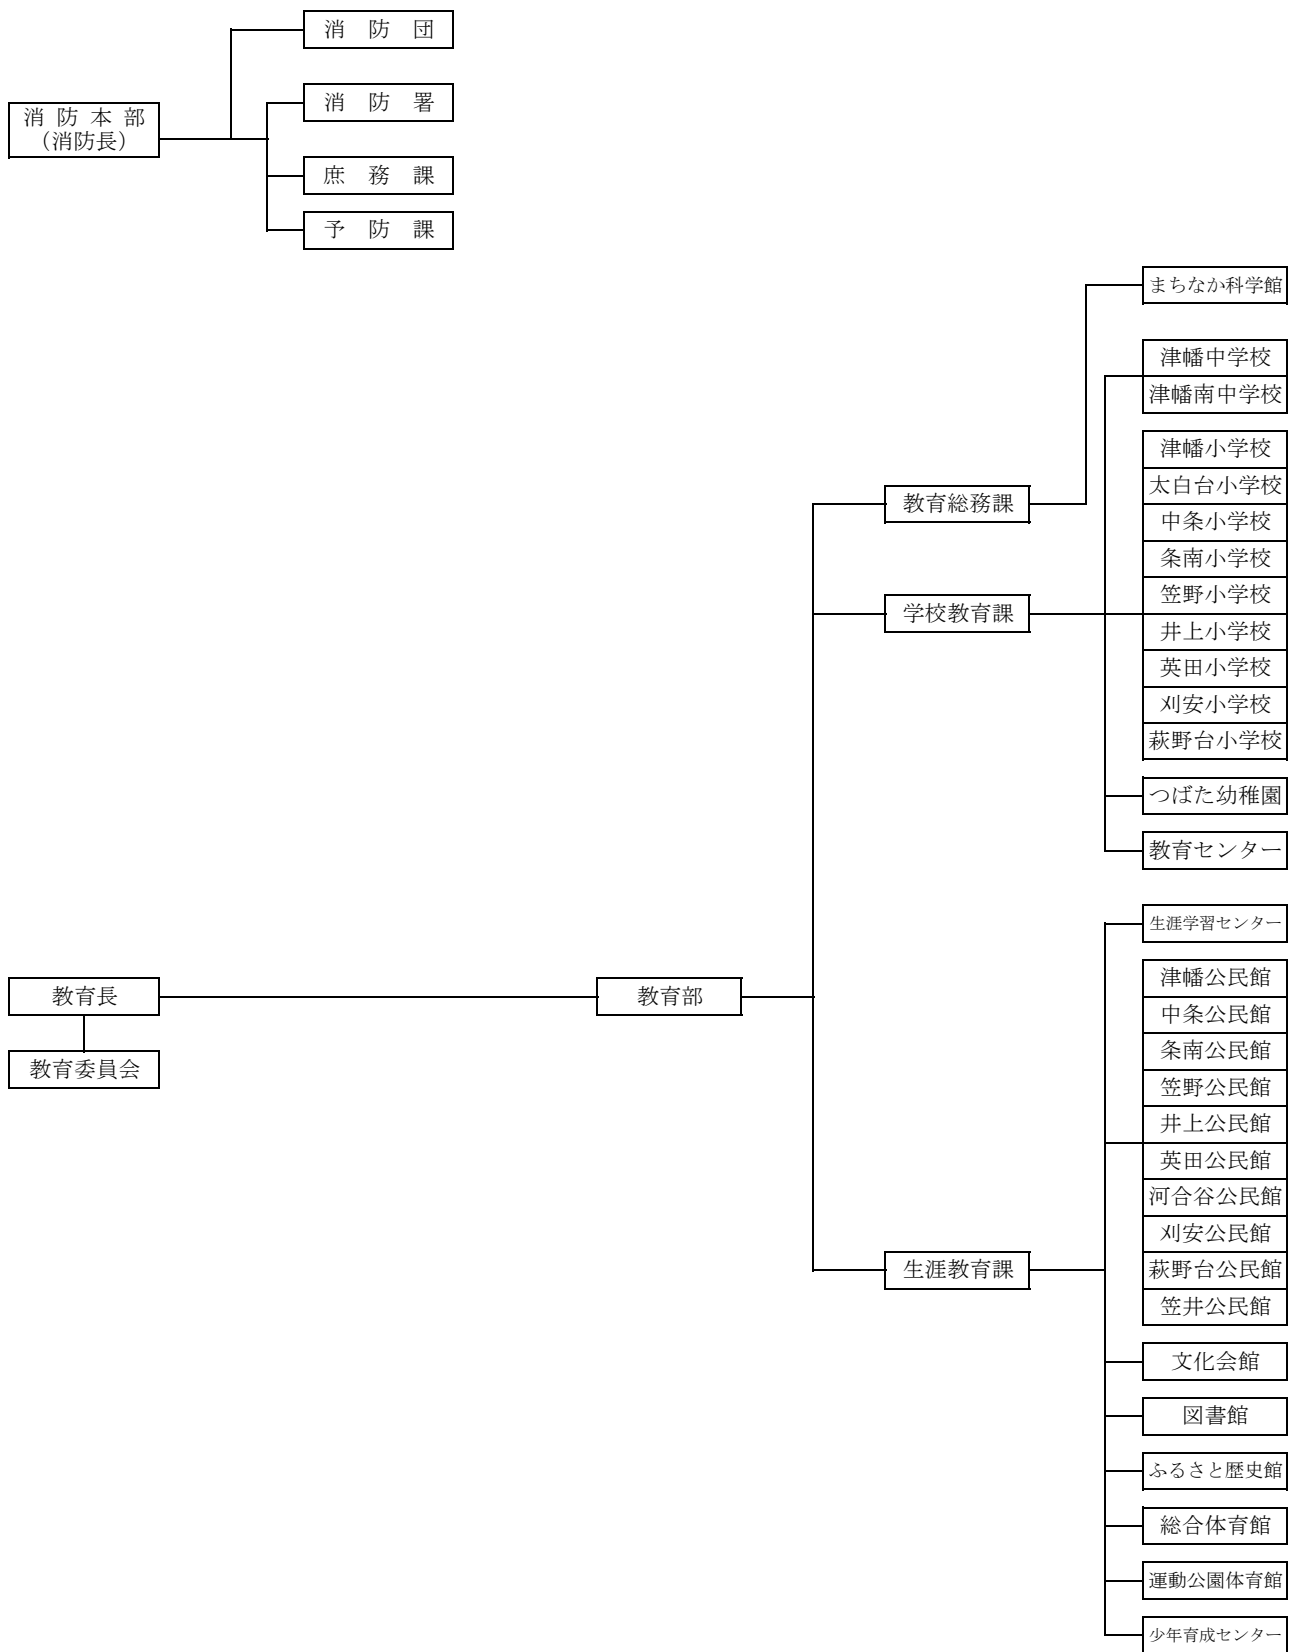 消防団
消防署
消防本部
（消防長）
庶務課
予防課
まちなか科学館
津幡中学校
津幡南中学校
津幡小学校
太白台小学校
中条小学校
条南小学校
笠野小学校
井上小学校
英田小学校
刈安小学校
萩野台小学校
教育総務課
学校教育課
つばた幼稚園
教育センター
生涯学習センター
教育長
教育委員会
教育部
津幡公民館
中条公民館
条南公民館
笠野公民館
井上公民館
英田公民館
河合谷公民館
刈安公民館
萩野台公民館
笠井公民館
生涯教育課
文化会館
図書館
ふるさと歴史館
総合体育館
運動公園体育館
少年育成センター